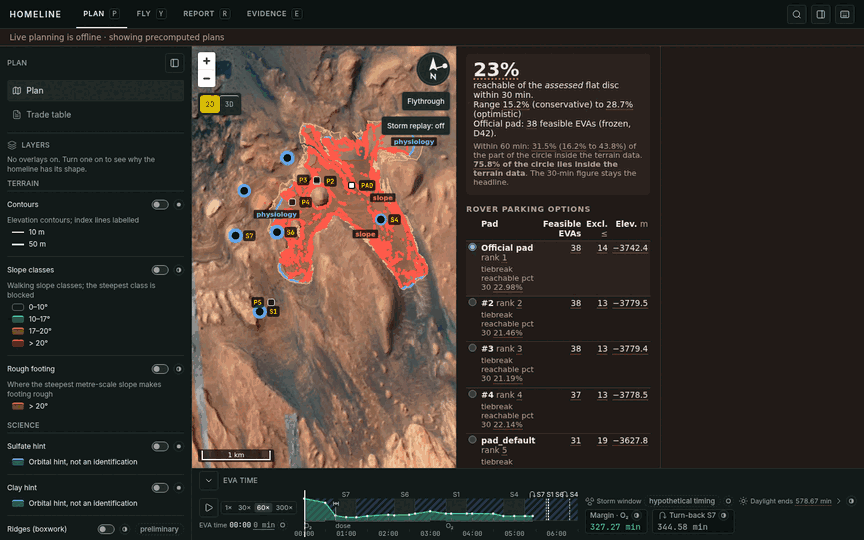 HOMELINE
PLAN P
FLY Y
REPORT R
EVIDENCE E
Live planning is offline · showing precomputed plans
PLAN
Plan
Trade table
LAYERS
No overlays on. Turn one on to see why the
homeline has its shape.
TERRAIN
Contours
Elevation contours; index lines labelled
10 m
50 m
Slope classes
Walking slope classes; the steepest class is
blocked
0–10°
10–17°
17–20°
> 20°
Rough footing
Where the steepest metre-scale slope makes
footing rough
> 20°
SCIENCE
Sulfate hint
Orbital hint, not an identification
Clay hint
Orbital hint, not an identification
Ridges (boxwork)
preliminary
+
−
2D
3D
N
Flythrough
Storm replay: off
physiology
P3
P2
PAD
slope
P4
physiology
S4
S7
S6
slope
P5
S1
1 km
23%
reachable of the assessed flat disc
within 30 min.
Range 15.2% (conservative) to 28.7%
(optimistic)
Official pad: 38 feasible EVAs (frozen,
D42).
Within 60 min: 31.5% (16.2% to 43.8%) of
the part of the circle inside the terrain data.
75.8% of the circle lies inside the
terrain data. The 30-min figure stays the
headline.
ROVER PARKING OPTIONS
Pad Feasible EVAs Excl. ≤ Elev. m
Official pad 38 14 −3742.4
rank 1
tiebreak
reachable pct
30 22.98%
#2 rank 2 38 13 −3779.5
tiebreak
reachable pct
30 21.46%
#3 rank 3 38 13 −3779.4
tiebreak
reachable pct
30 21.19%
#4 rank 4 37 13 −3778.5
tiebreak
reachable pct
30 22.14%
pad_default 31 19 −3627.8
rank 5
tiebreak
EVA TIME
1× 30× 60× 300×
EVA time 00:00 0 min
S7 S6 S1 S4 S7 S1 S6 S4
O₂ dose O₂
00:00 01:00 02:00 03:00 04:00 05:00 06:00
Storm window hypothetical timing
Daylight ends 578.67 min
Margin · O₂
327.27 min
Turn-back S7
344.58 min